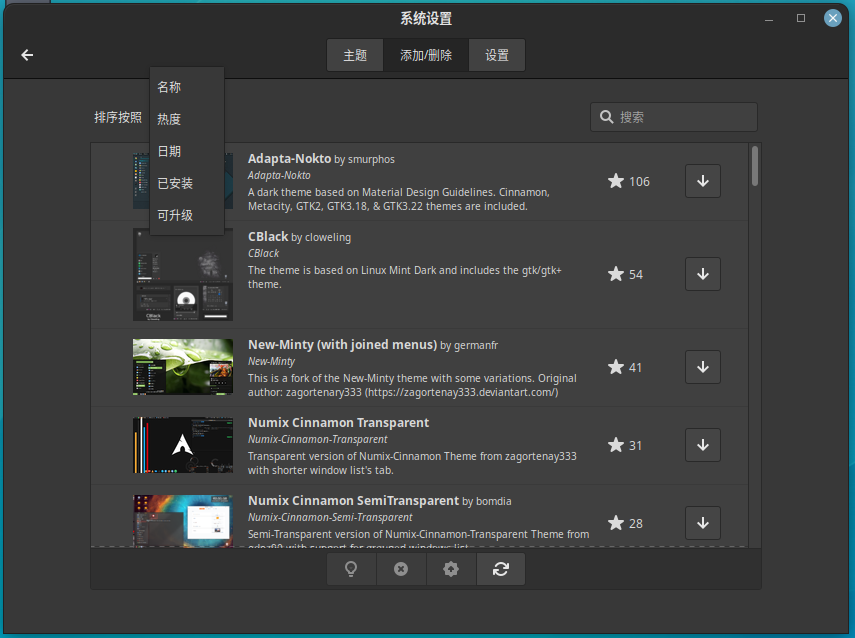 系统设置
主题
添加/删除
设置
排序按照
名称
热度
日期
已安装
可升级
搜索
Adapta-Nokto by smurphos
Adapta-Nokto
A dark theme based on Material Design Guidelines. Cinnamon,
Metacity, GTK2, GTK3.18, & GTK3.22 themes are included.
106
CBlack by cloweling
CBlack
The theme is based on Linux Mint Dark and includes the gtk/gtk+
theme.
54
New-Minty (with joined menus) by germanfr
New-Minty
This is a fork of the New-Minty theme with some variations. Original
author: zagortenary333 (https://zagortenay333.deviantart.com/)
41
Numix Cinnamon Transparent
Numix-Cinnamon-Transparent
Transparent version of Numix-Cinnamon Theme from zagortenay333
with shorter window list's tab.
31
Numix Cinnamon SemiTransparent by bomdia
Numix-Cinnamon-Semi-Transparent
Semi-Transparent version of Numix-Cinnamon-Transparent Theme from
with support for grouped windows list
28